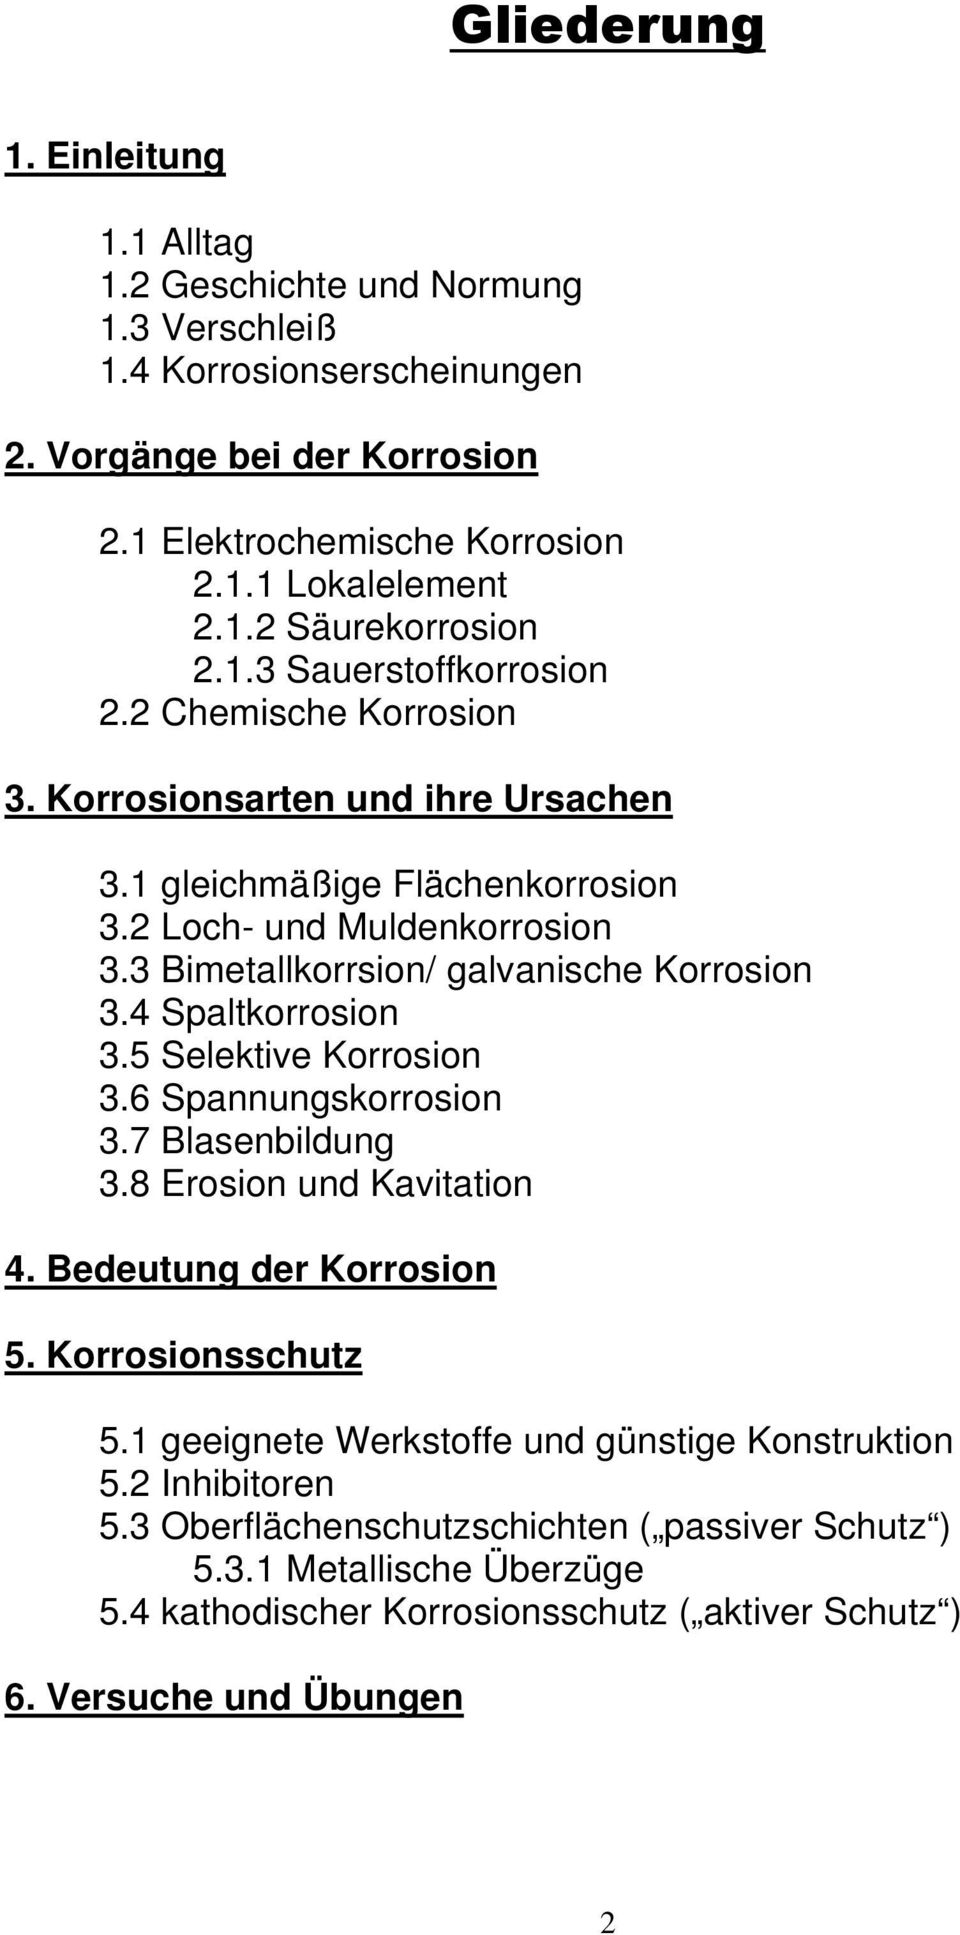 Gliederung
1. Einleitung
1.1 Alltag
1.2 Geschichte und Normung
1.3 Verschleiß
1.4 Korrosionserscheinungen
2. Vorgänge bei der Korrosion
2.1 Elektrochemische Korrosion
2.1.1 Lokalelement
2.1.2 Säurekorrosion
2.1.3 Sauerstoffkorrosion
2.2 Chemische Korrosion
3. Korrosionsarten und ihre Ursachen
3.1 gleichmäßige Flächenkorrosion
3.2 Loch- und Muldenkorrosion
3.3 Bimetallkorrsion/ galvanische Korrosion
3.4 Spaltkorrosion
3.5 Selektive Korrosion
3.6 Spannungskorrosion
3.7 Blasenbildung
3.8 Erosion und Kavitation
4. Bedeutung der Korrosion
5. Korrosionsschutz
5.1 geeignete Werkstoffe und günstige Konstruktion
5.2 Inhibitoren
5.3 Oberflächenschutzschichten ( „passiver Schutz“ )
5.3.1 Metallische Überzüge
5.4 kathodischer Korrosionsschutz ( „aktiver Schutz“ )
6. Versuche und Übungen
2